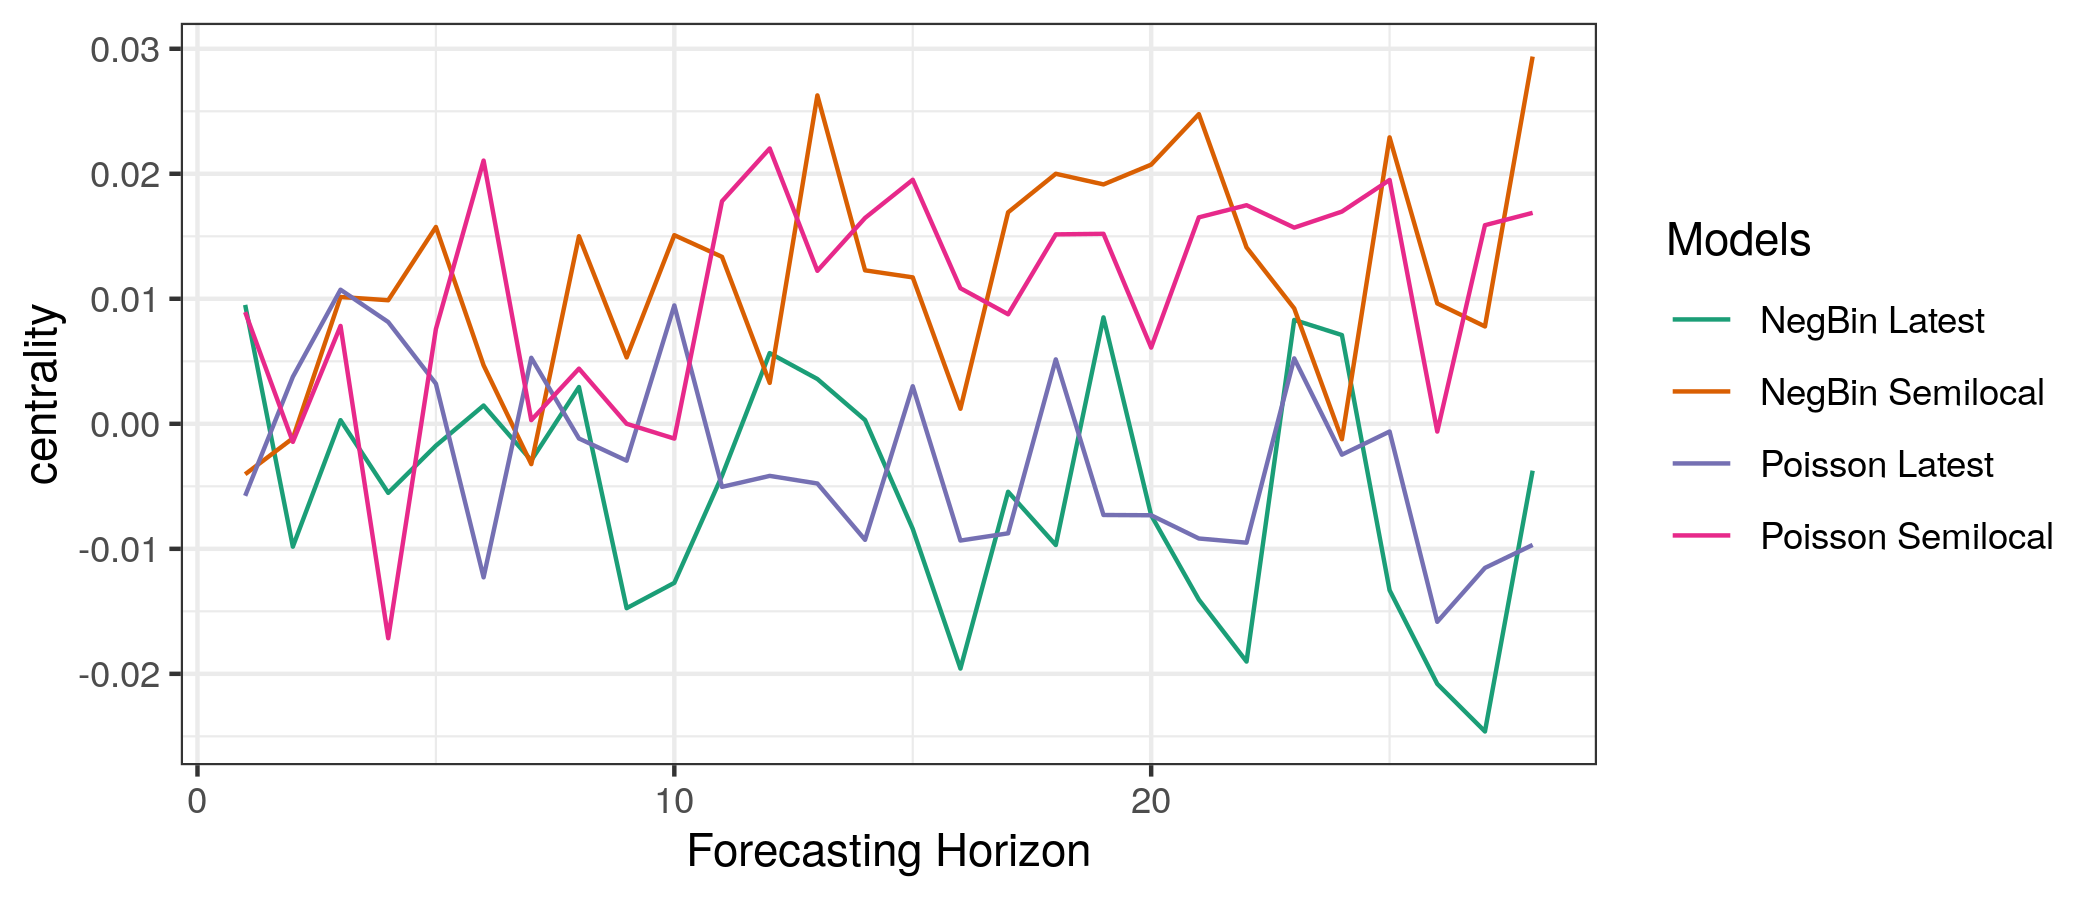 0.03
0.02
0.01
0.00
-0.01
-0.02
centrality
0
10
20
Forecasting Horizon
Models
NegBin Latest
NegBin Semilocal
Poisson Latest
Poisson Semilocal